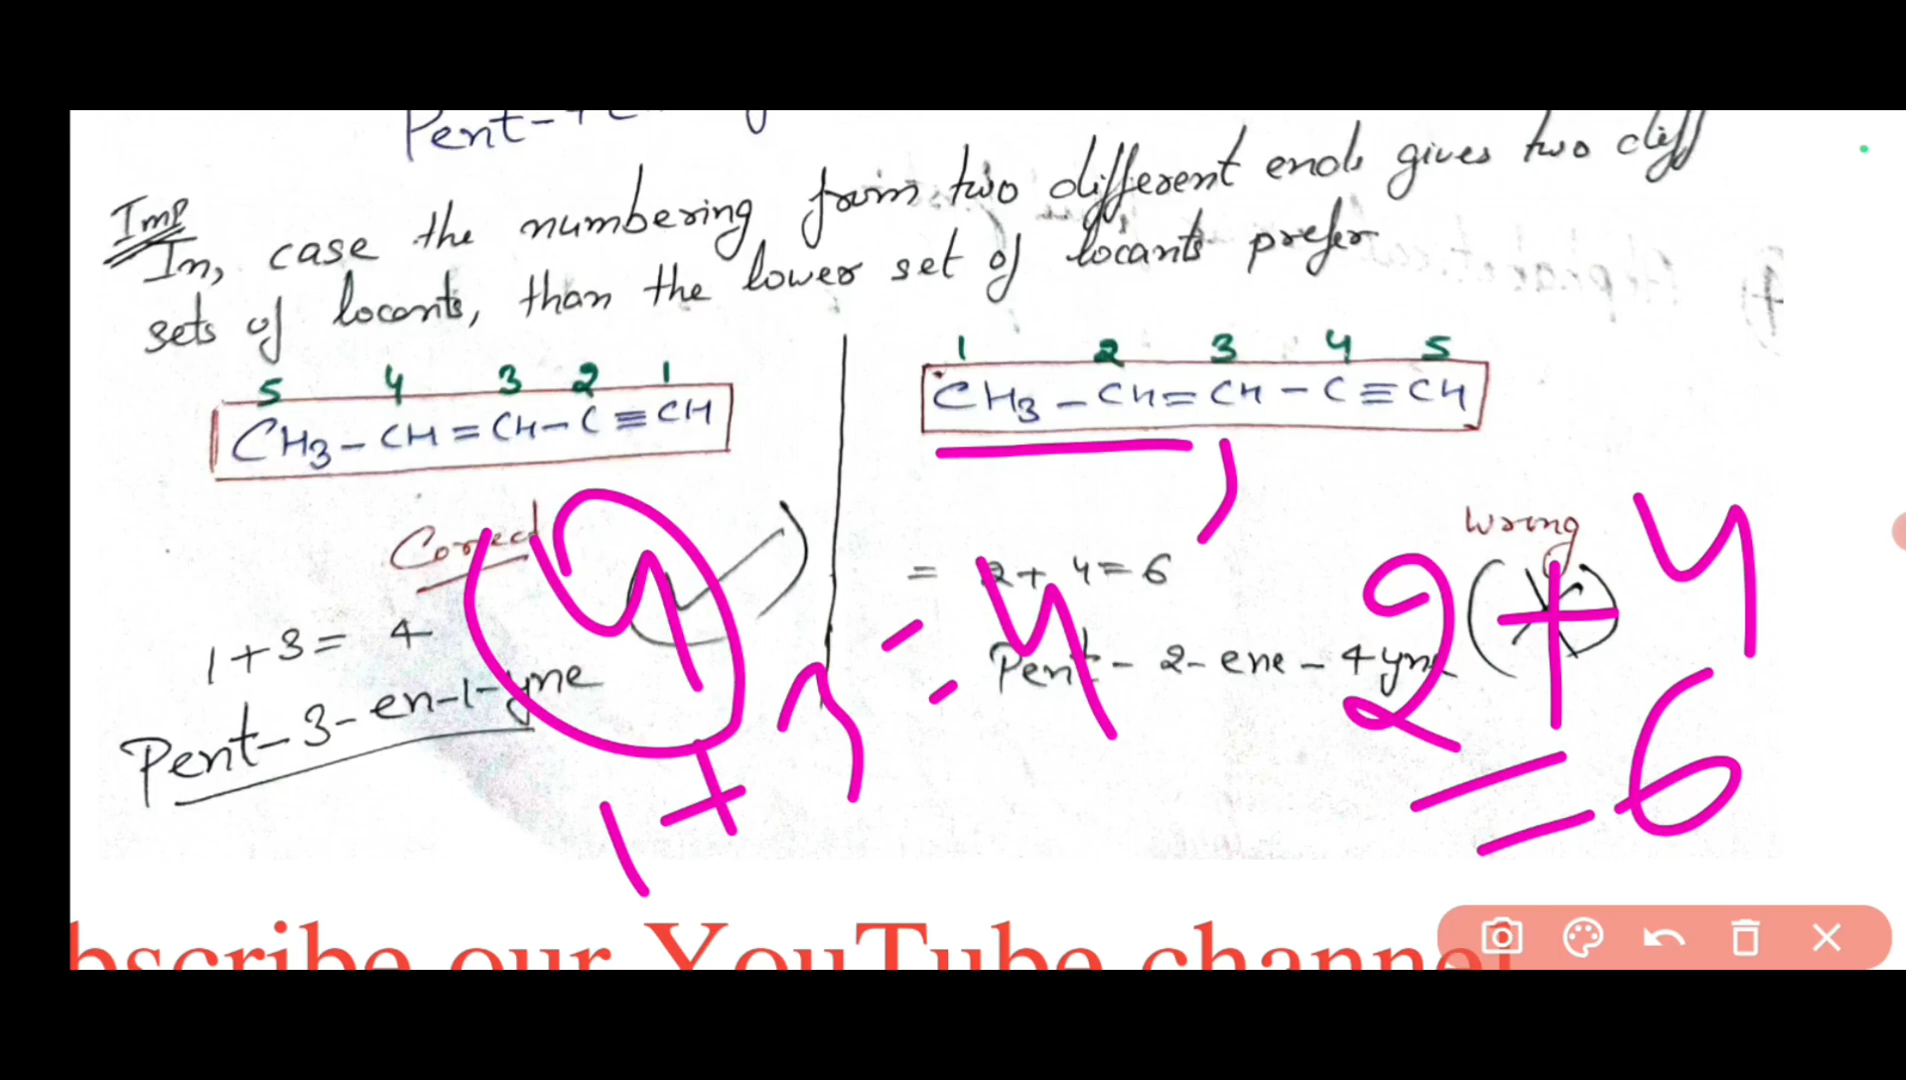 Pent-4
Imp
In, case the numbering from two different ends gives two diff
sets of locants, than the lower set of locants prefer
5 4 3 2 1
CH3 - CH = CH - C ≡ CH
1 2 3 4 5
CH3 - CH = CH - C ≡ CH
Correct
4
1+3= 4
Pent-3-en-1-yne
1+3=4
Wrong
= 2+ 4=6
Pent - 2- ene - 4yne
2+4
=6
bscribe our YouTube channel